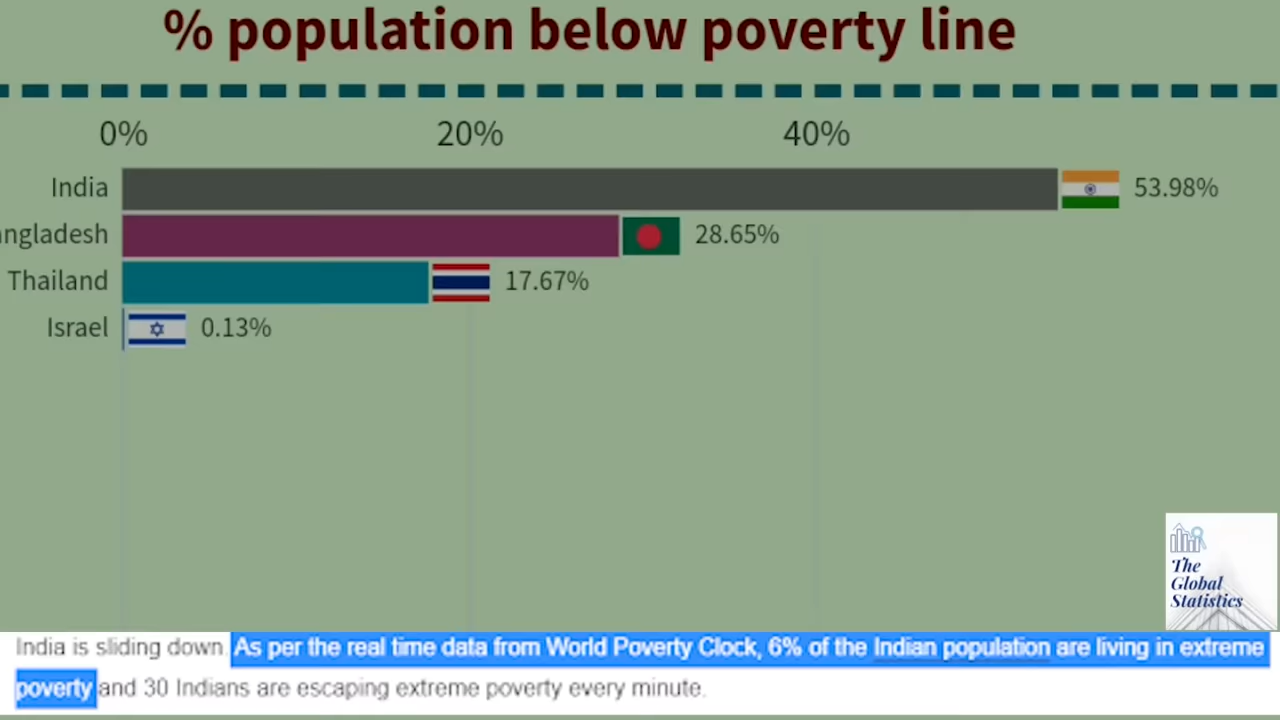 % population below poverty line
0% 20% 40%
India 53.98%
angladesh 28.65%
Thailand 17.67%
Israel 0.13%
The
Global
Statistics
India is sliding down. As per the real time data from World Poverty Clock, 6% of the Indian population are living in extreme
poverty and 30 Indians are escaping extreme poverty every minute.